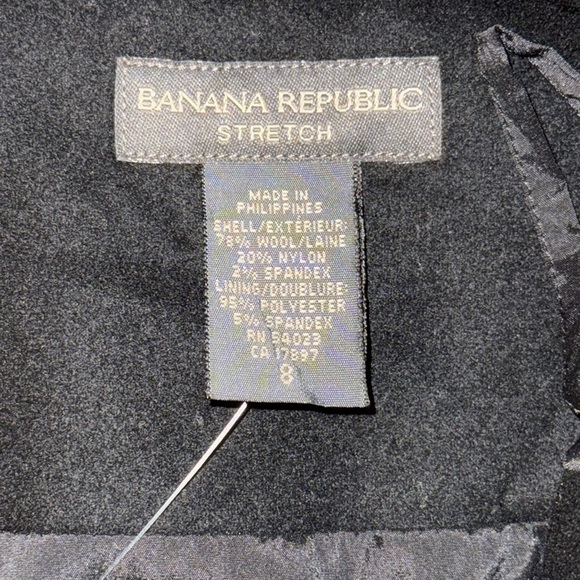 BANANA REPUBLIC
STRETCH
MADE IN
PHILIPPINES
SHELL/EXTÉRIEUR:
78% WOOL/LAINE
20% NYLON
2% SPANDEX
LINING/DOUBLURE:
95% POLYESTER
5% SPANDEX
RN 54023
CA 17897
8